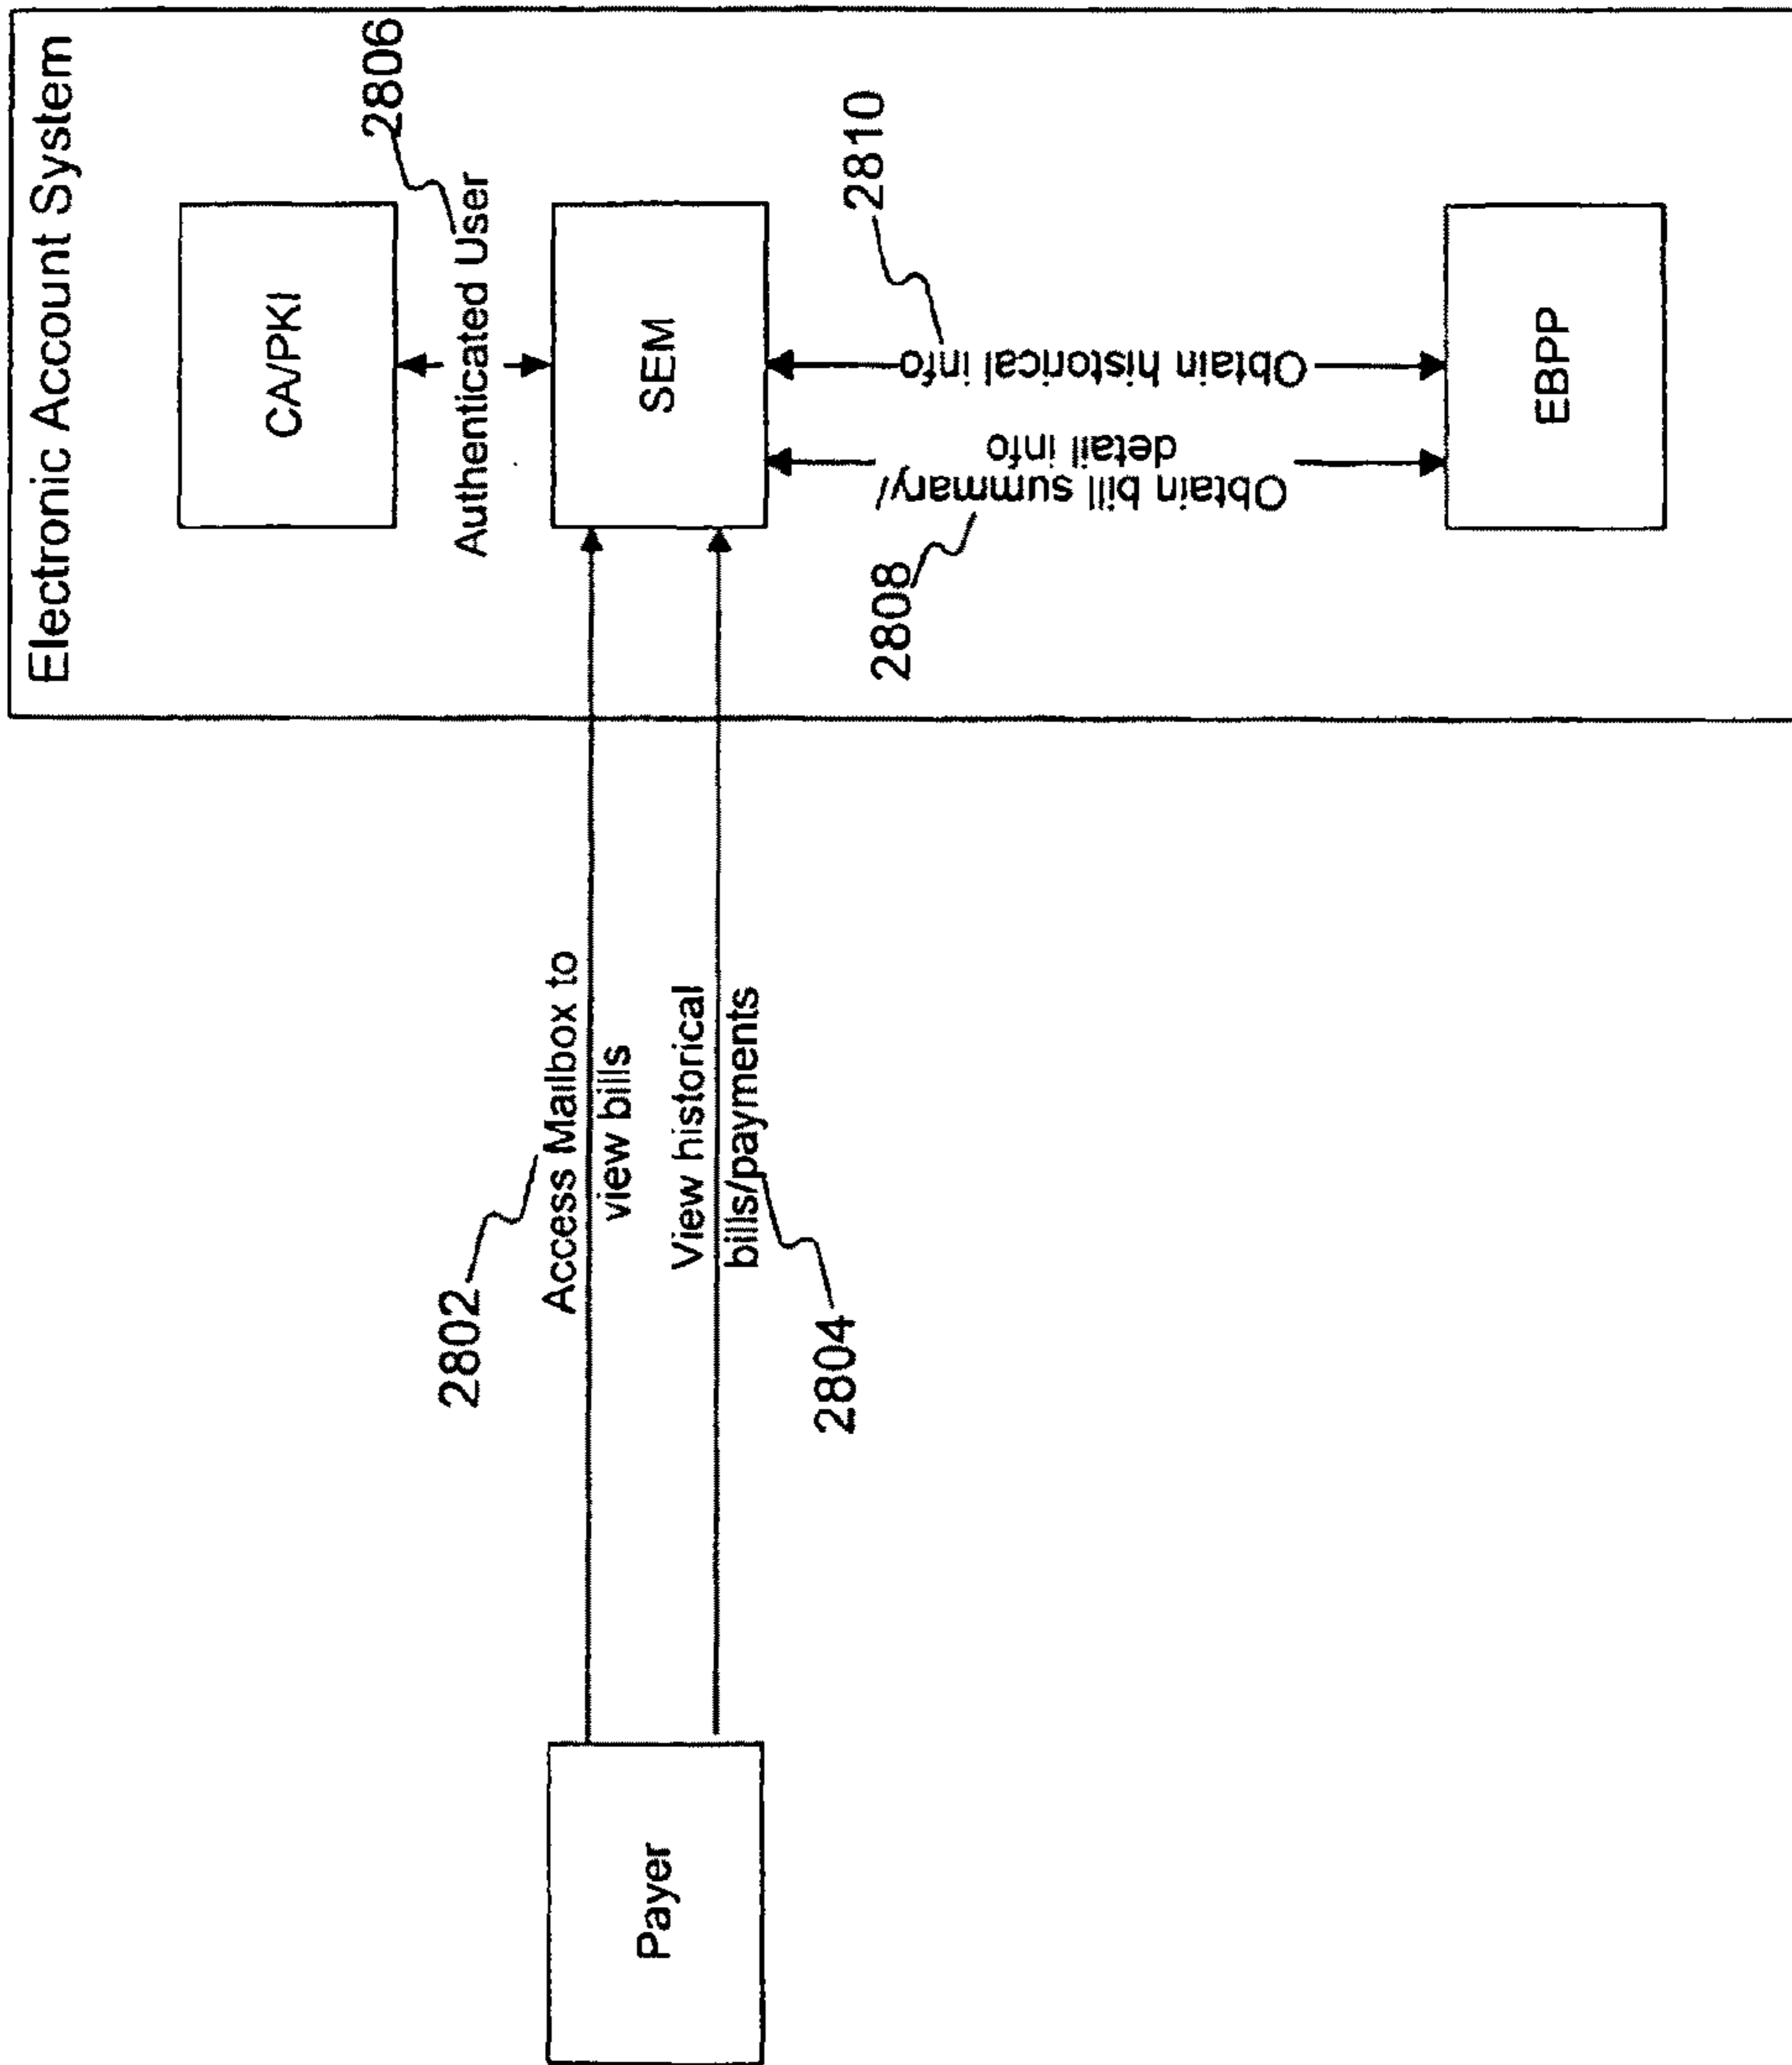 Electronic Account System
CA/PKI
2806
Authenticated User
2802
Access Mailbox to
view bills
SEM
Payer
View historical
bills/payments
2804
2808
Obtain bill summary/
detail info
2810
Obtain historical info
EBPP